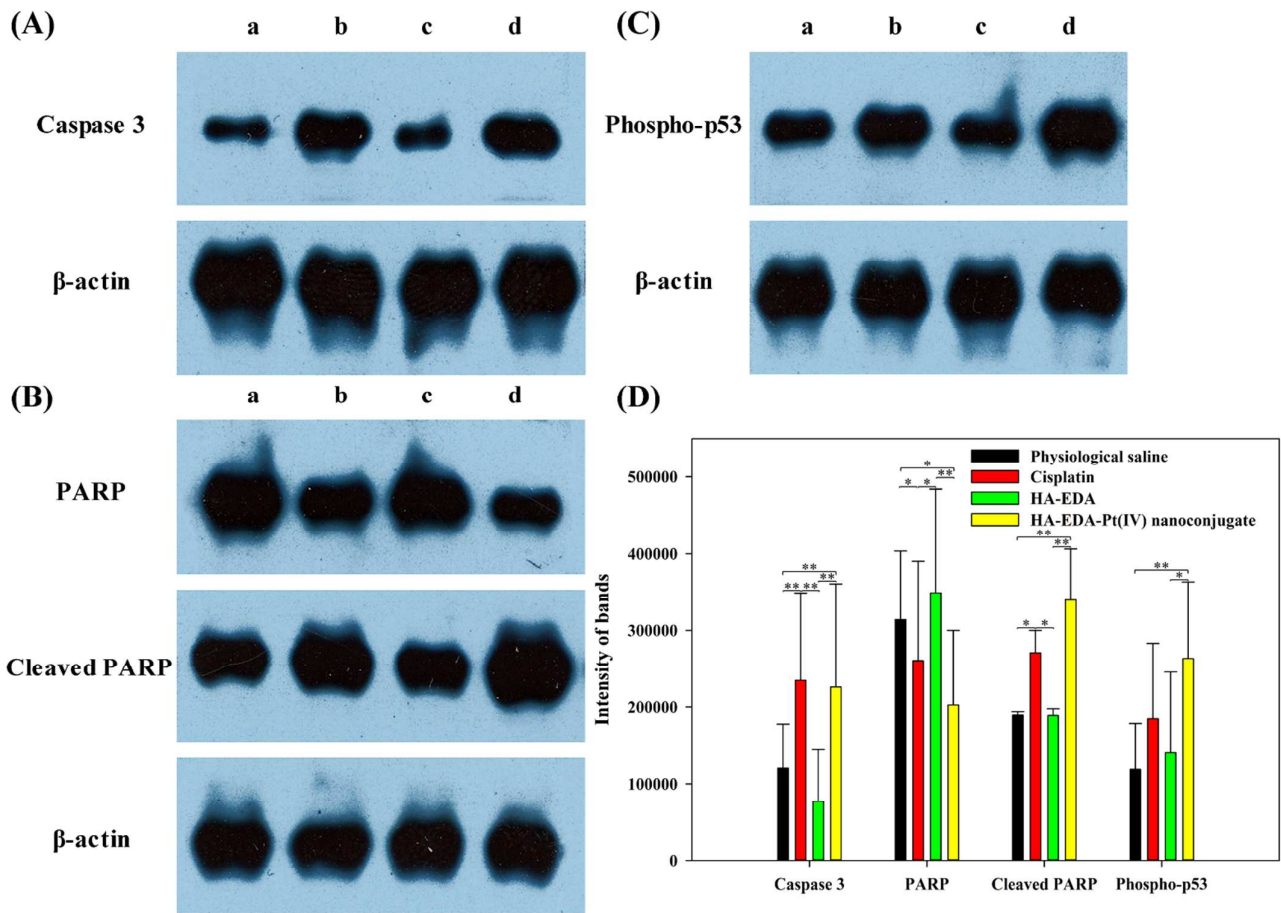 (A)
a b c d
Caspase 3
β-actin
(B)
a b c d
PARP
Cleaved PARP
β-actin
(C)
a b c d
Phospho-p53
β-actin
(D)
Intensity of bands
500000
400000
300000
200000
100000
0
Physiological saline
Cisplatin
HA-EDA
HA-EDA-Pt(IV) nanoconjugate
**
** ** **
*
* * **
**
* * **
**
*
Caspase 3 PARP Cleaved PARP Phospho-p53